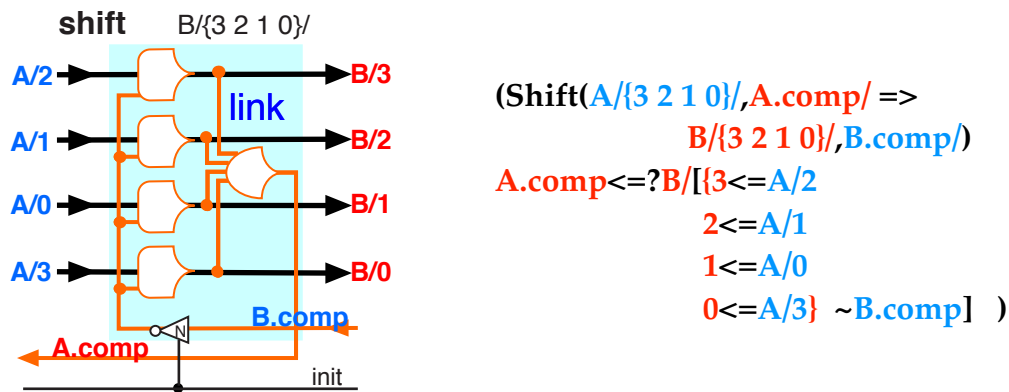 shift B/{3 2 1 0}/
A/2 B/3
link
A/1 B/2
A/0 B/1
A/3 B/0
N B.comp
A.comp
init
(Shift(A/{3 2 1 0}/,A.comp/ =>
B/{3 2 1 0}/,B.comp/)
A.comp<=?B/[{3<=A/2
2<=A/1
1<=A/0
0<=A/3} ~B.comp] )